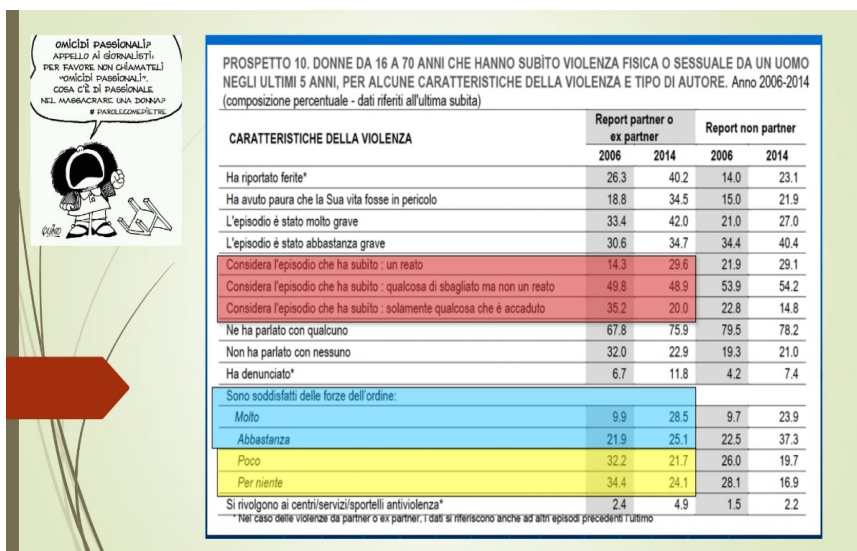 OMICIDI PASSIONALI?
APPELLO AI GIORNALISTI:
PER FAVORE NON CHIAMATELI
"OMICIDI PASSIONALI".
COSA C'È DI PASSIONALE
NEL MASSACRARE UNA DONNA?
# PAROLECOMEPIETRE
QUINO
PROSPETTO 10. DONNE DA 16 A 70 ANNI CHE HANNO SUBÌTO VIOLENZA FISICA O SESSUALE DA UN UOMO
NEGLI ULTIMI 5 ANNI, PER ALCUNE CARATTERISTICHE DELLA VIOLENZA E TIPO DI AUTORE. Anno 2006-2014
(composizione percentuale - dati riferiti all'ultima subita)
CARATTERISTICHE DELLA VIOLENZA Report partner o ex partner Report non partner
2006 2014 2006 2014
Ha riportato ferite* 26.3 40.2 14.0 23.1
Ha avuto paura che la Sua vita fosse in pericolo 18.8 34.5 15.0 21.9
L'episodio è stato molto grave 33.4 42.0 21.0 27.0
L'episodio è stato abbastanza grave 30.6 34.7 34.4 40.4
Considera l'episodio che ha subito : un reato 14.3 29.6 21.9 29.1
Considera l'episodio che ha subito : qualcosa di sbagliato ma non un reato 49.8 48.9 53.9 54.2
Considera l'episodio che ha subito : solamente qualcosa che è accaduto 35.2 20.0 22.8 14.8
Ne ha parlato con qualcuno 67.8 75.9 79.5 78.2
Non ha parlato con nessuno 32.0 22.9 19.3 21.0
Ha denunciato* 6.7 11.8 4.2 7.4
Sono soddisfatti delle forze dell'ordine:
Molto 9.9 28.5 9.7 23.9
Abbastanza 21.9 25.1 22.5 37.3
Poco 32.2 21.7 26.0 19.7
Per niente 34.4 24.1 28.1 16.9
Si rivolgono ai centri/servizi/sportelli antiviolenza* 2.4 4.9 1.5 2.2
* Nel caso delle violenze da partner o ex partner, i dati si riferiscono anche ad altri episodi precedenti l'ultimo